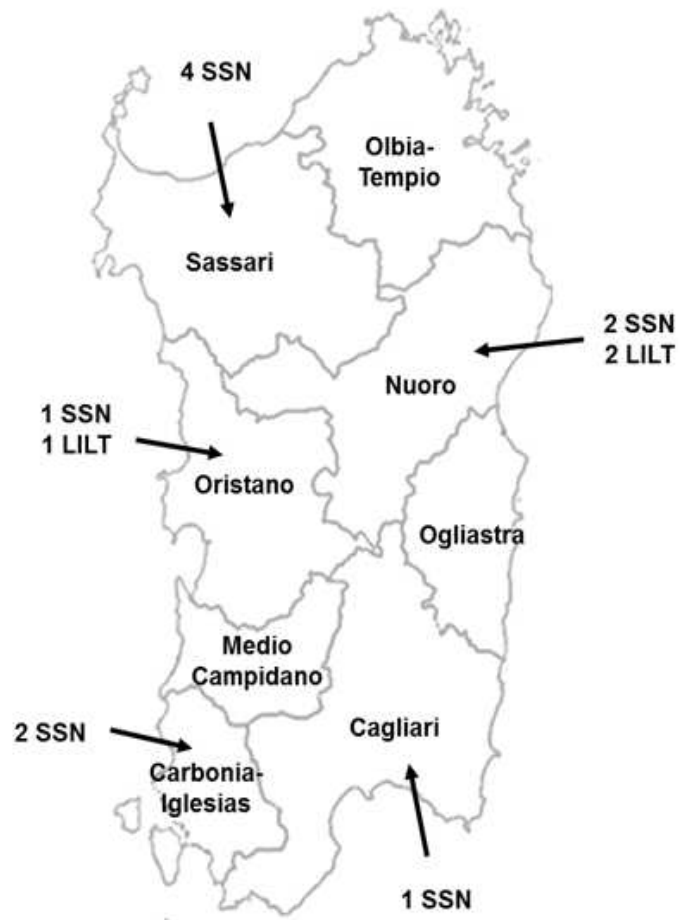 4 SSN
Olbia-
Tempio
Sassari
2 SSN
2 LILT
Nuoro
1 SSN
1 LILT
Oristano
Ogliastra
Medio
Campidano
2 SSN
Cagliari
Carbonia-
Iglesias
1 SSN